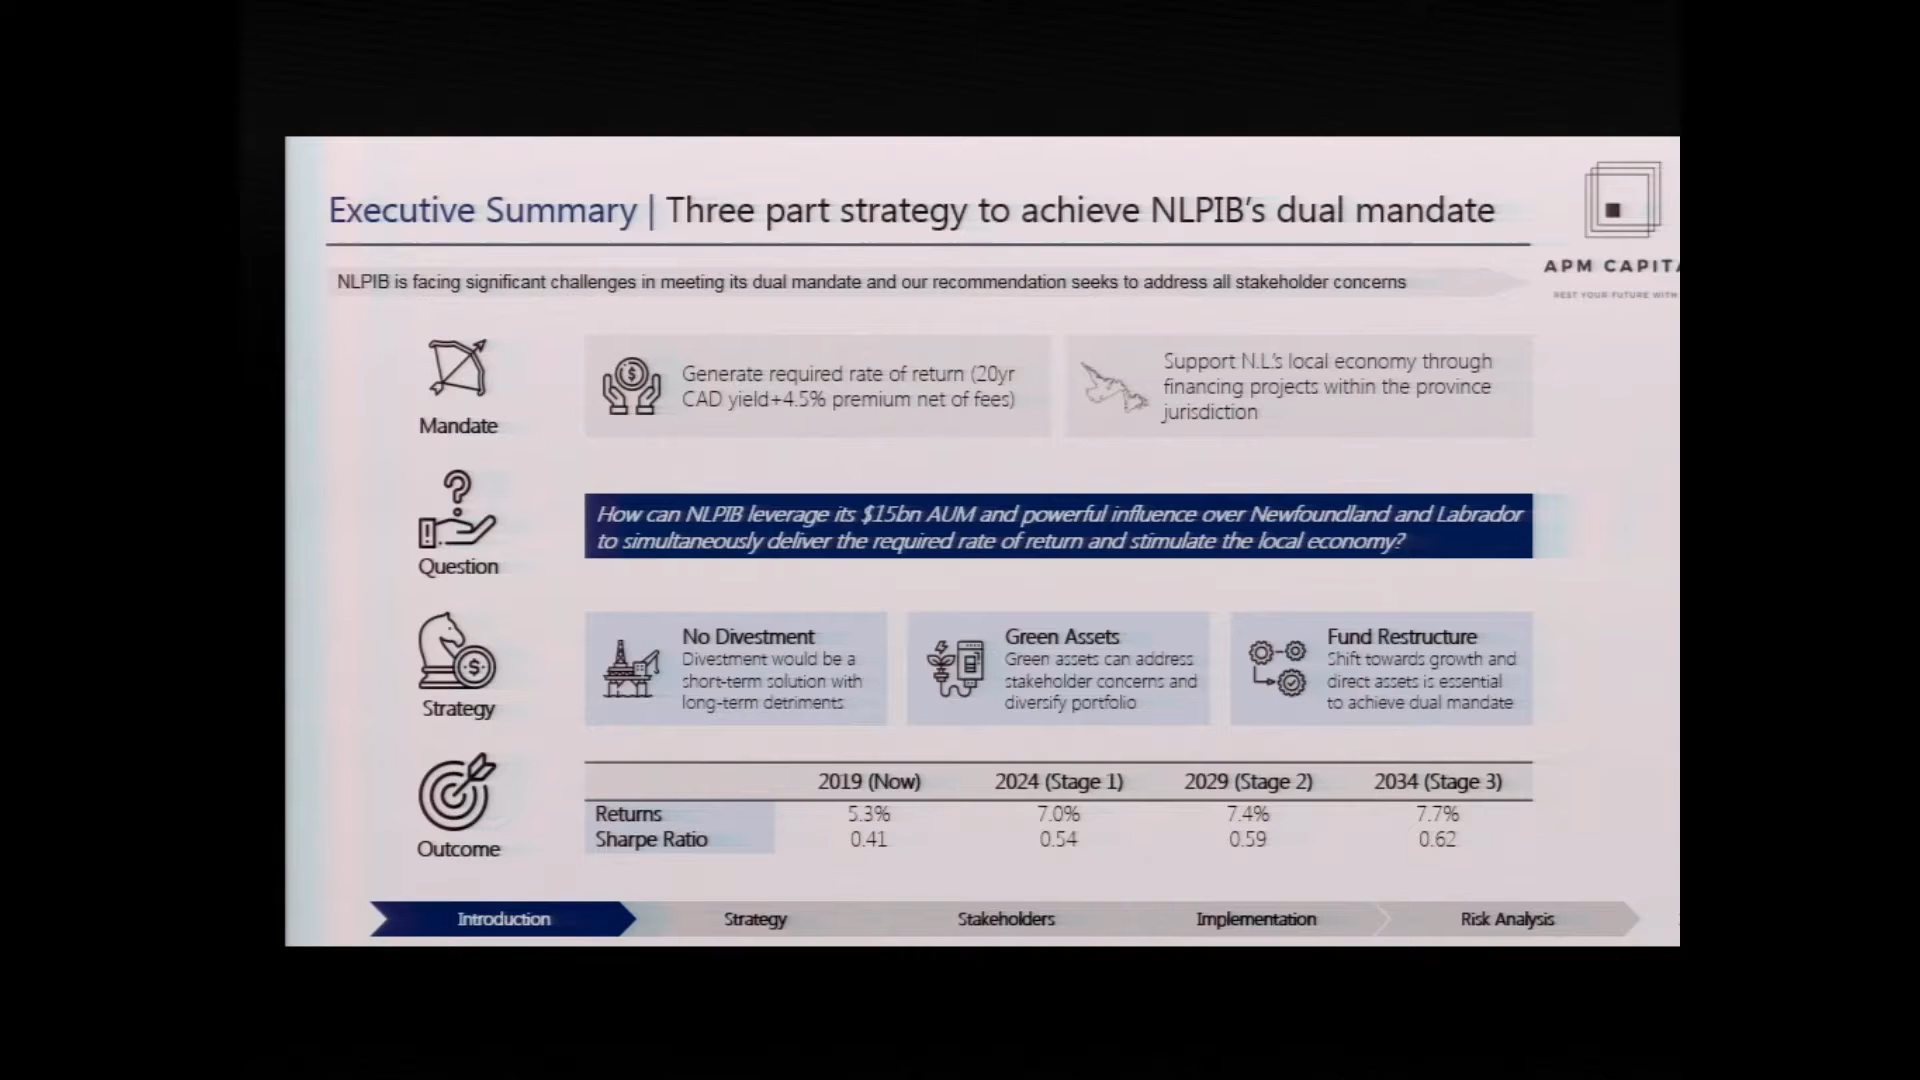 Executive Summary | Three part strategy to achieve NLPIB's dual mandate
APM CAPITA
REST YOUR FUTURE WITH
NLPIB is facing significant challenges in meeting its dual mandate and our recommendation seeks to address all stakeholder concerns
Mandate
Generate required rate of return (20yr
CAD yield+4.5% premium net of fees)
Support N.L.'s local economy through
financing projects within the province
jurisdiction
Question
How can NLPIB leverage its $15bn AUM and powerful influence over Newfoundland and Labrador
to simultaneously deliver the required rate of return and stimulate the local economy?
Strategy
No Divestment
Divestment would be a
short-term solution with
long-term detriments
Green Assets
Green assets can address
stakeholder concerns and
diversify portfolio
Fund Restructure
Shift towards growth and
direct assets is essential
to achieve dual mandate
Outcome
2019 (Now) 2024 (Stage 1) 2029 (Stage 2) 2034 (Stage 3)
Returns 5.3% 7.0% 7.4% 7.7%
Sharpe Ratio 0.41 0.54 0.59 0.62
Introduction Strategy Stakeholders Implementation Risk Analysis